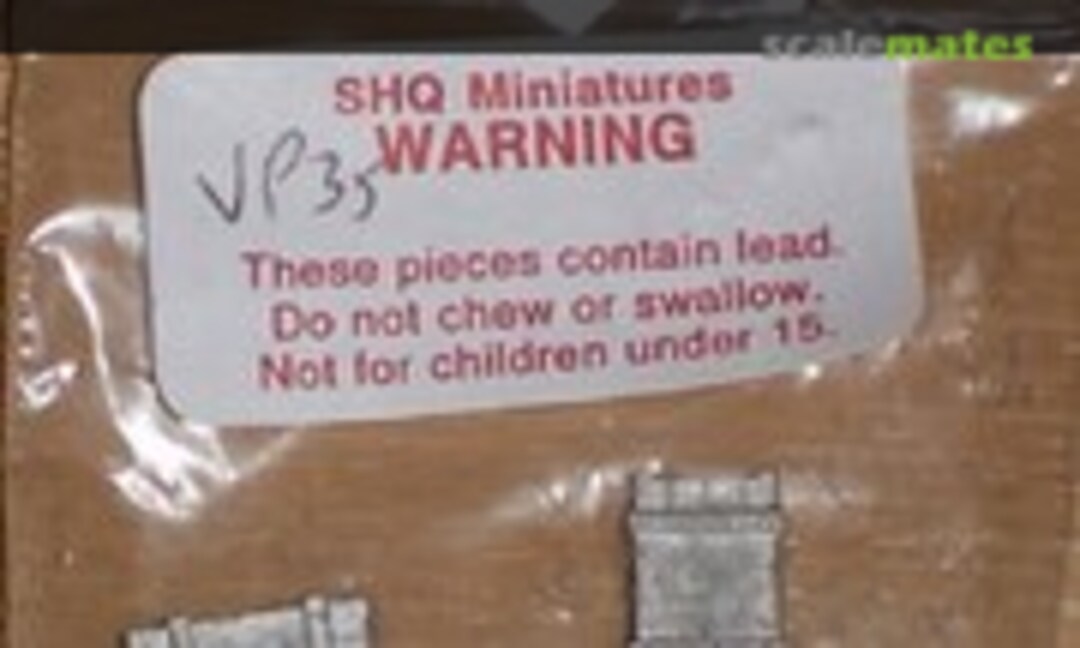 scalemates
SHQ Miniatures
WARNING
VP35
These pieces contain lead.
Do not chew or swallow.
Not for children under 15.